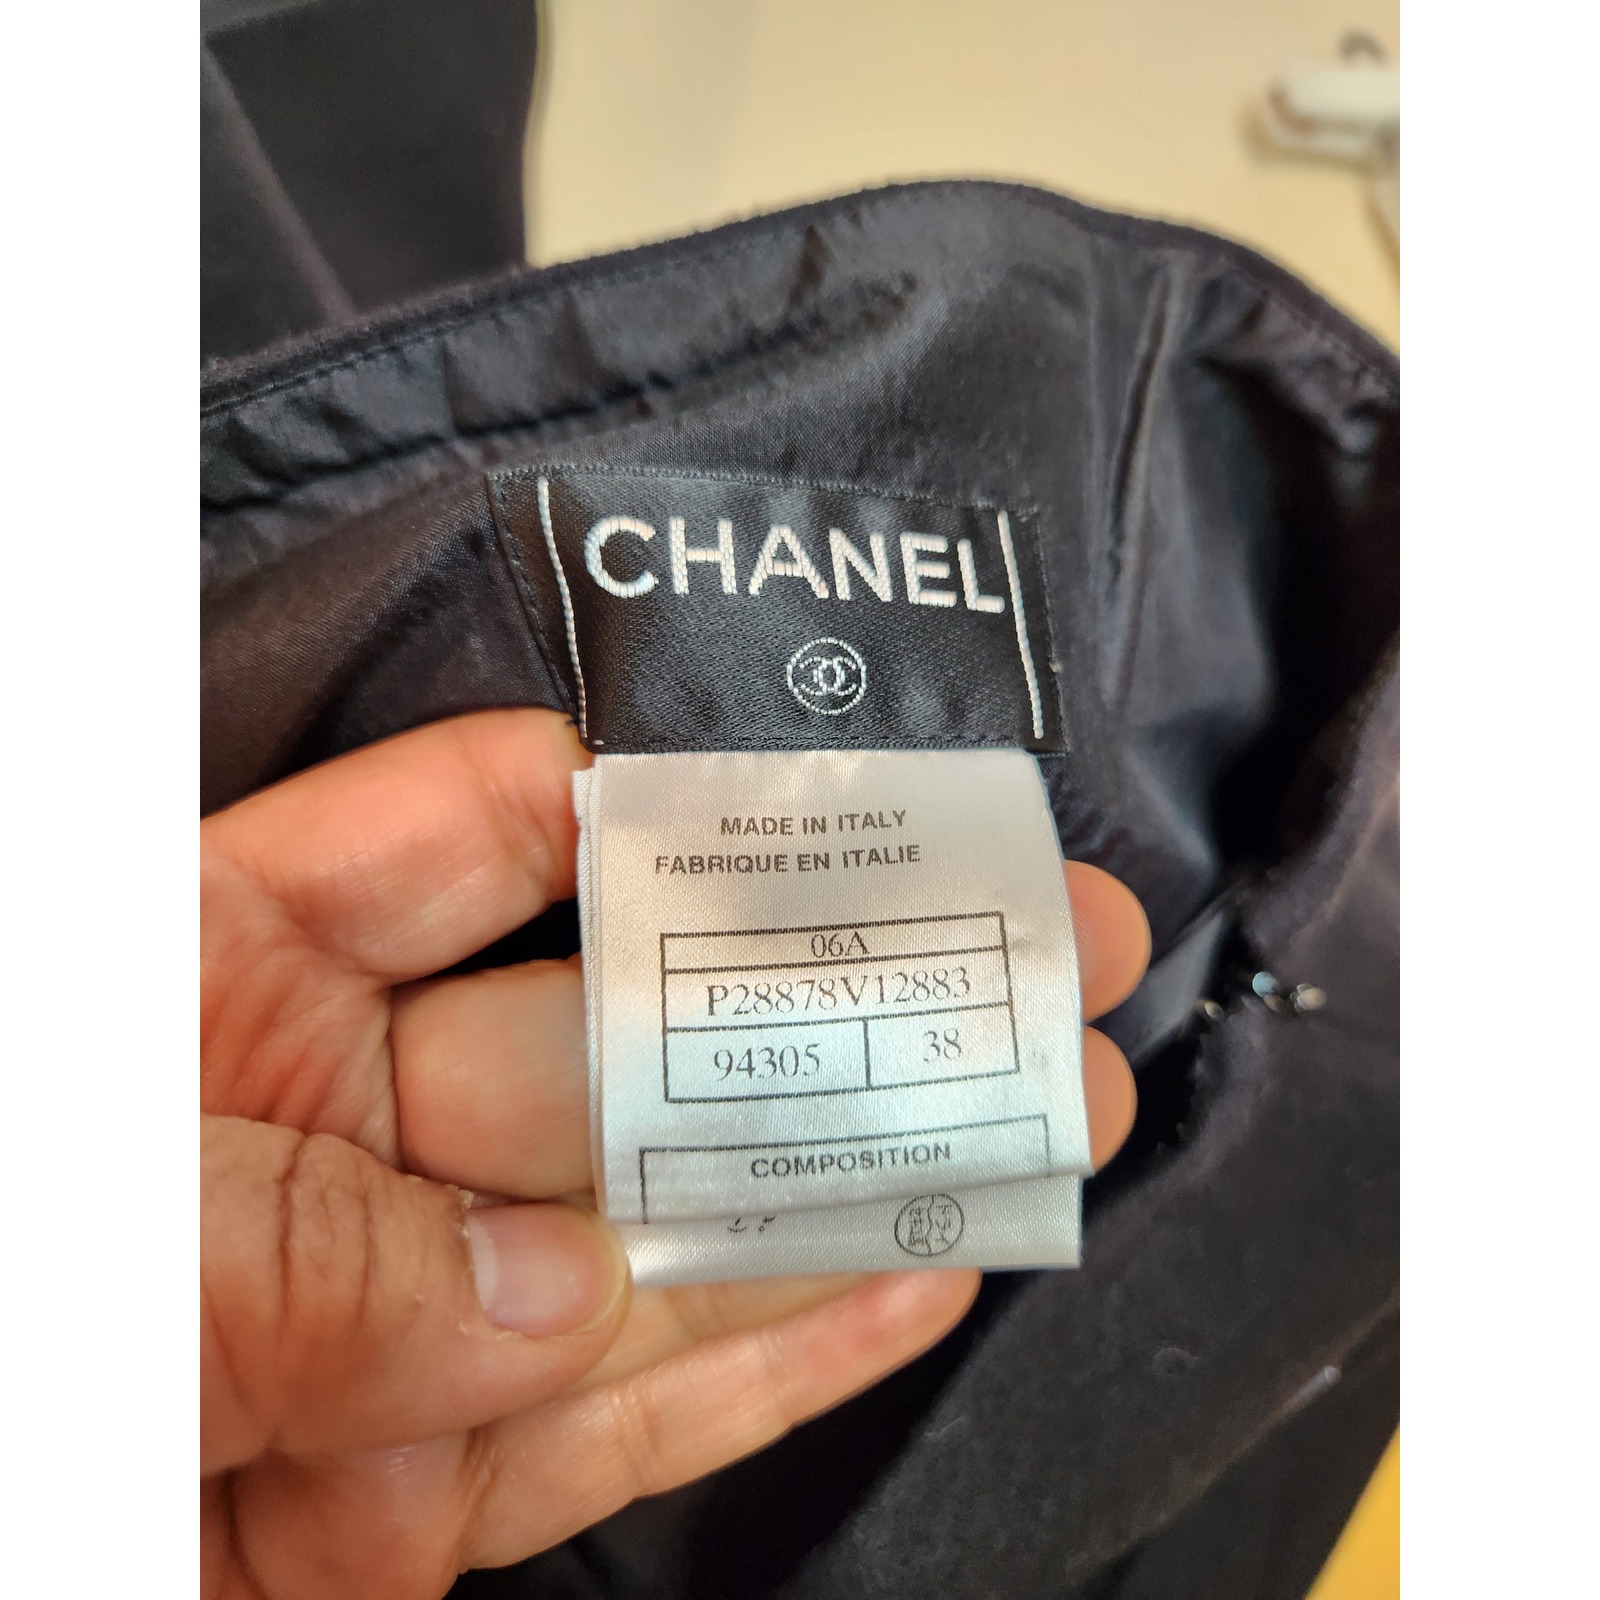 CHANEL
MADE IN ITALY
FABRIQUE EN ITALIE
06A
P28878V12883
94305 38
COMPOSITION